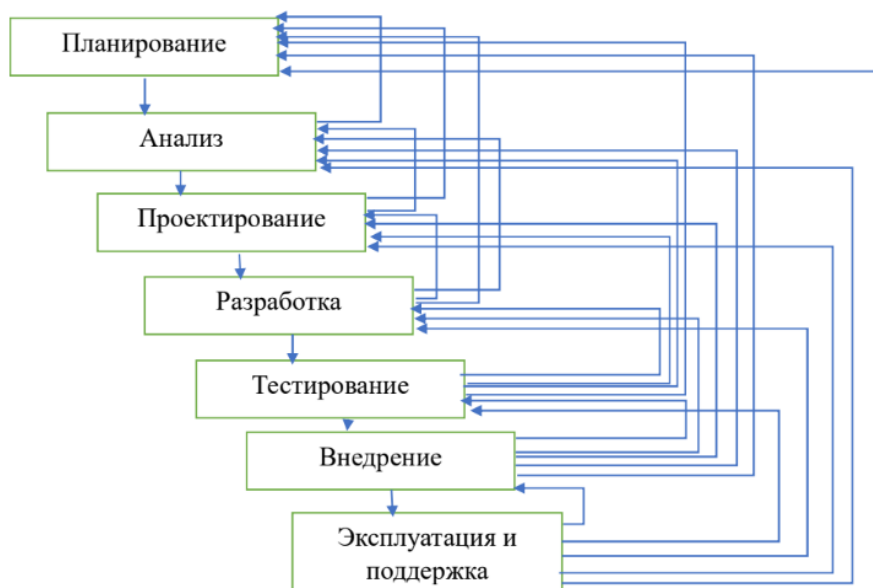 Планирование
Анализ
Проектирование
Разработка
Тестирование
Внедрение
Эксплуатация и
поддержка